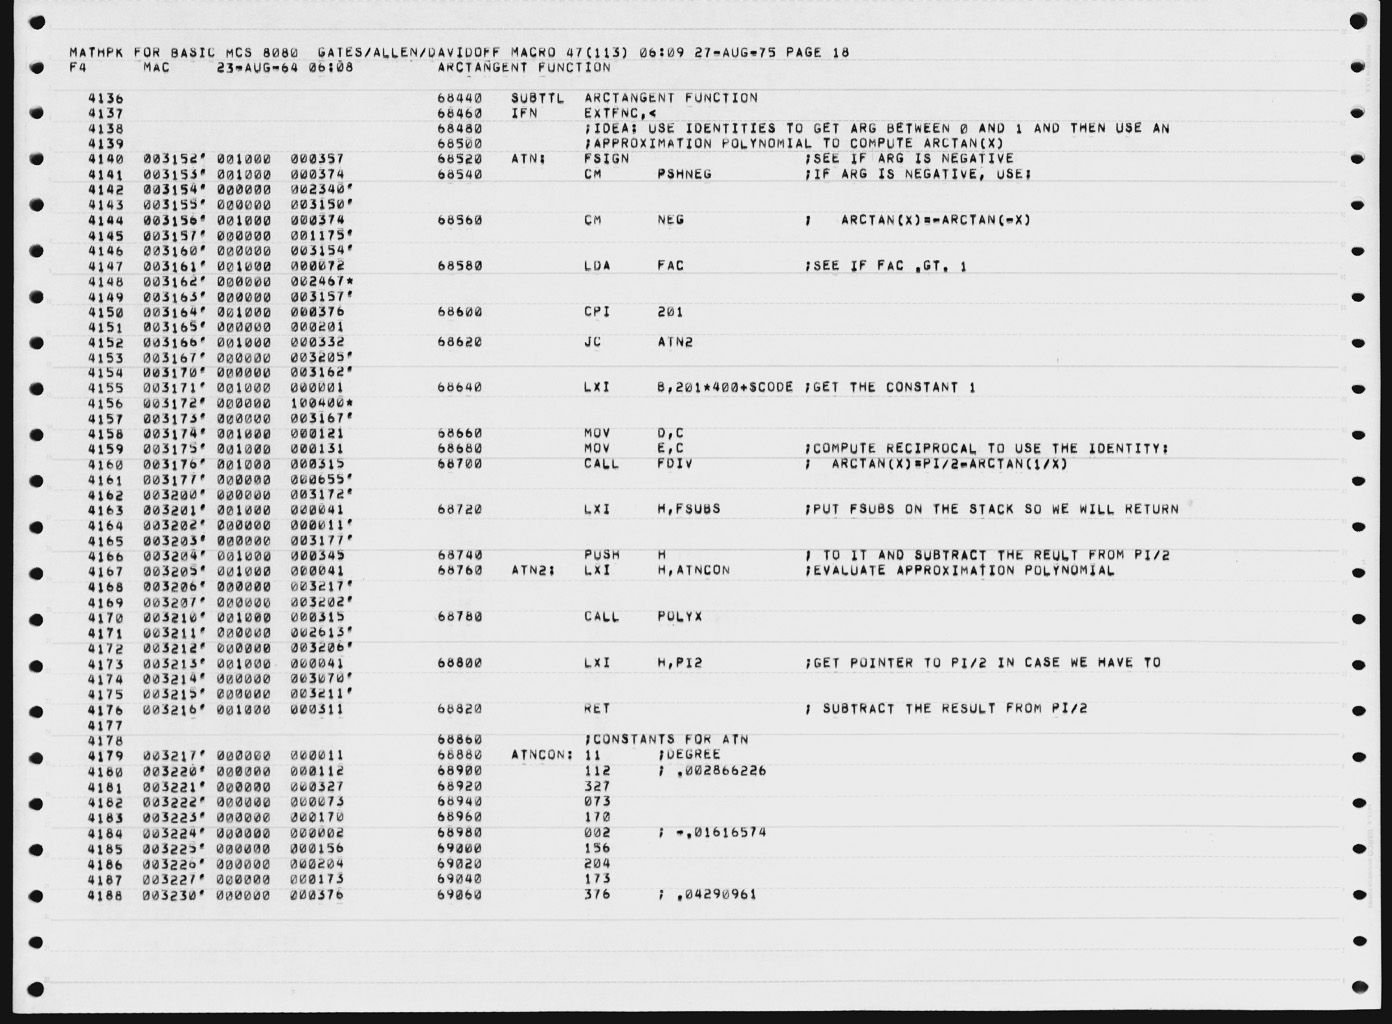 MATHPK FOR BASIC MCS 8080  GATES/ALLEN/DAVIDOFF MACRO 47(113) 06:09 27-AUG-75 PAGE 18
F4      MAC     23-AUG-64 06:08         ARCTANGENT FUNCTION
4136 68440 SUBTTL ARCTANGENT FUNCTION
4137 68460 IFN EXTFNC,<
4138 68480 ;IDEA: USE IDENTITIES TO GET ARG BETWEEN 0 AND 1 AND THEN USE AN
4139 68500 ;APPROXIMATION POLYNOMIAL TO COMPUTE ARCTAN(X)
4140 003152' 001000 000357 68520 ATN: FSIGN ;SEE IF ARG IS NEGATIVE
4141 003153' 001000 000374 68540 CM PSHNEG ;IF ARG IS NEGATIVE, USE:
4142 003154' 000000 002340'
4143 003155' 000000 003150'
4144 003156' 001000 000374 68560 CM NEG ; ARCTAN(X)=-ARCTAN(-X)
4145 003157' 000000 001175'
4146 003160' 000000 003154'
4147 003161' 001000 000072 68580 LDA FAC ;SEE IF FAC .GT. 1
4148 003162' 000000 002467*
4149 003163' 000000 003157'
4150 003164' 001000 000376 68600 CPI 201
4151 003165' 000000 000201
4152 003166' 001000 000332 68620 JC ATN2
4153 003167' 000000 003205'
4154 003170' 000000 003162'
4155 003171' 001000 000001 68640 LXI B,201*400+SCODE ;GET THE CONSTANT 1
4156 003172' 000000 100400*
4157 003173' 000000 003167'
4158 003174' 001000 000121 68660 MOV D,C
4159 003175' 001000 000131 68680 MOV E,C ;COMPUTE RECIPROCAL TO USE THE IDENTITY:
4160 003176' 001000 000315 68700 CALL FDIV ; ARCTAN(X)=PI/2-ARCTAN(1/X)
4161 003177' 000000 000655'
4162 003200' 000000 003172'
4163 003201' 001000 000041 68720 LXI H,FSUBS ;PUT FSUBS ON THE STACK SO WE WILL RETURN
4164 003202' 000000 000011'
4165 003203' 000000 003177'
4166 003204' 001000 000345 68740 PUSH H ; TO IT AND SUBTRACT THE REULT FROM PI/2
4167 003205' 001000 000041 68760 ATN2: LXI H,ATNCON ;EVALUATE APPROXIMATION POLYNOMIAL
4168 003206' 000000 003217'
4169 003207' 000000 003202'
4170 003210' 001000 000315 68780 CALL POLYX
4171 003211' 000000 002613'
4172 003212' 000000 003206'
4173 003213' 001000 000041 68800 LXI H,PI2 ;GET POINTER TO PI/2 IN CASE WE HAVE TO
4174 003214' 000000 003070'
4175 003215' 000000 003211'
4176 003216' 001000 000311 68820 RET ; SUBTRACT THE RESULT FROM PI/2
4177
4178 68860 ;CONSTANTS FOR ATN
4179 003217' 000000 000011 68880 ATNCON: 11 ;DEGREE
4180 003220' 000000 000112 68900 112 ; .002866226
4181 003221' 000000 000327 68920 327
4182 003222' 000000 000073 68940 073
4183 003223' 000000 000170 68960 170
4184 003224' 000000 000002 68980 002 ; -.01616574
4185 003225' 000000 000156 69000 156
4186 003226' 000000 000204 69020 204
4187 003227' 000000 000173 69040 173
4188 003230' 000000 000376 69060 376 ; .04290961